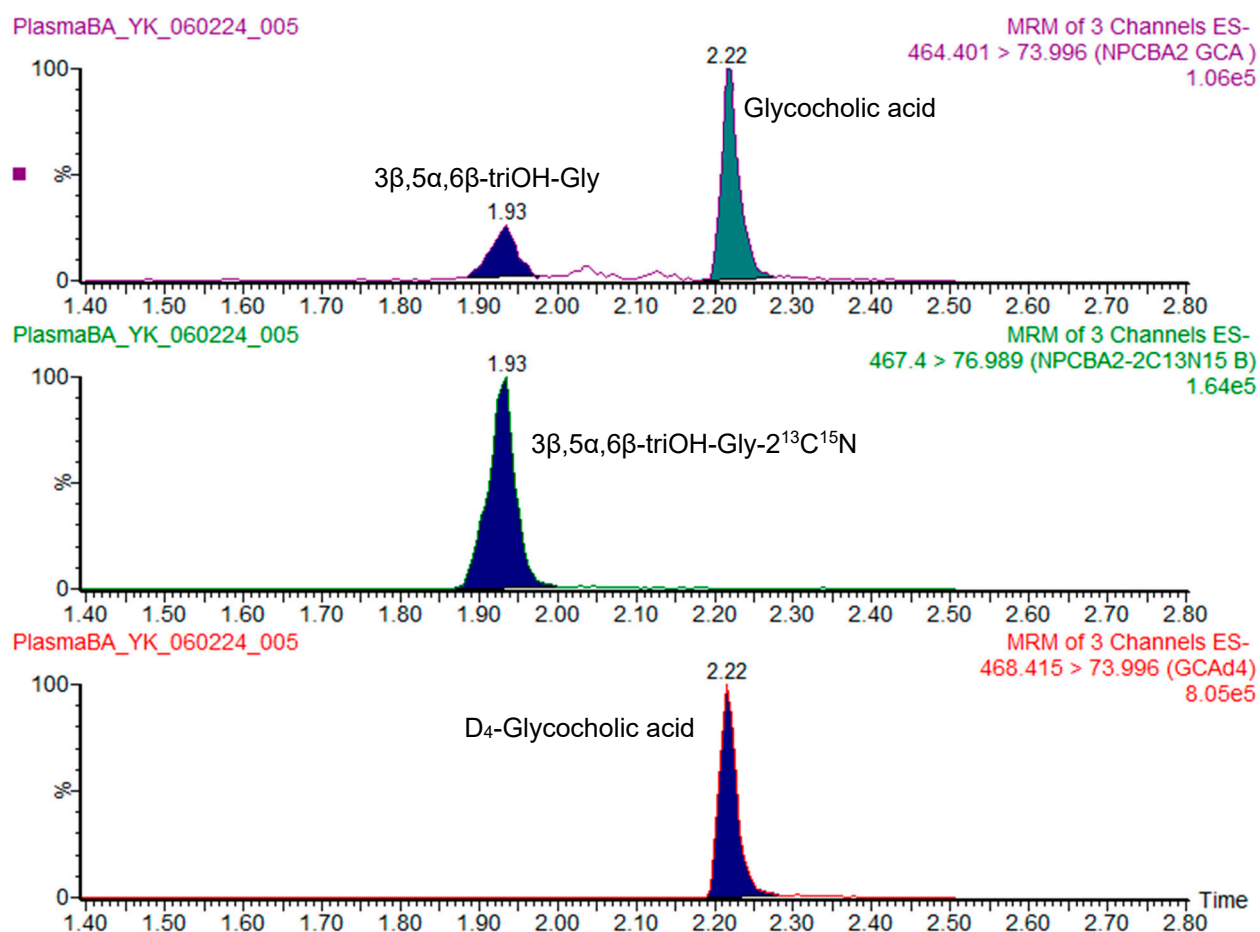 PlasmaBA_YK_060224_005
MRM of 3 Channels ES-
464.401 > 73.996 (NPCBA2 GCA )
1.06e5
100
2.22
Glycocholic acid
3β,5α,6β-triOH-Gly
%
1.93
0
1.40 1.50 1.60 1.70 1.80 1.90 2.00 2.10 2.20 2.30 2.40 2.50 2.60 2.70 2.80
PlasmaBA_YK_060224_005
MRM of 3 Channels ES-
467.4 > 76.989 (NPCBA2-2C13N15 B)
1.64e5
100
1.93
3β,5α,6β-triOH-Gly-2¹³C¹⁵N
%
0
1.40 1.50 1.60 1.70 1.80 1.90 2.00 2.10 2.20 2.30 2.40 2.50 2.60 2.70 2.80
PlasmaBA_YK_060224_005
MRM of 3 Channels ES-
468.415 > 73.996 (GCAd4)
8.05e5
100
2.22
D₄-Glycocholic acid
%
0
Time
1.40 1.50 1.60 1.70 1.80 1.90 2.00 2.10 2.20 2.30 2.40 2.50 2.60 2.70 2.80